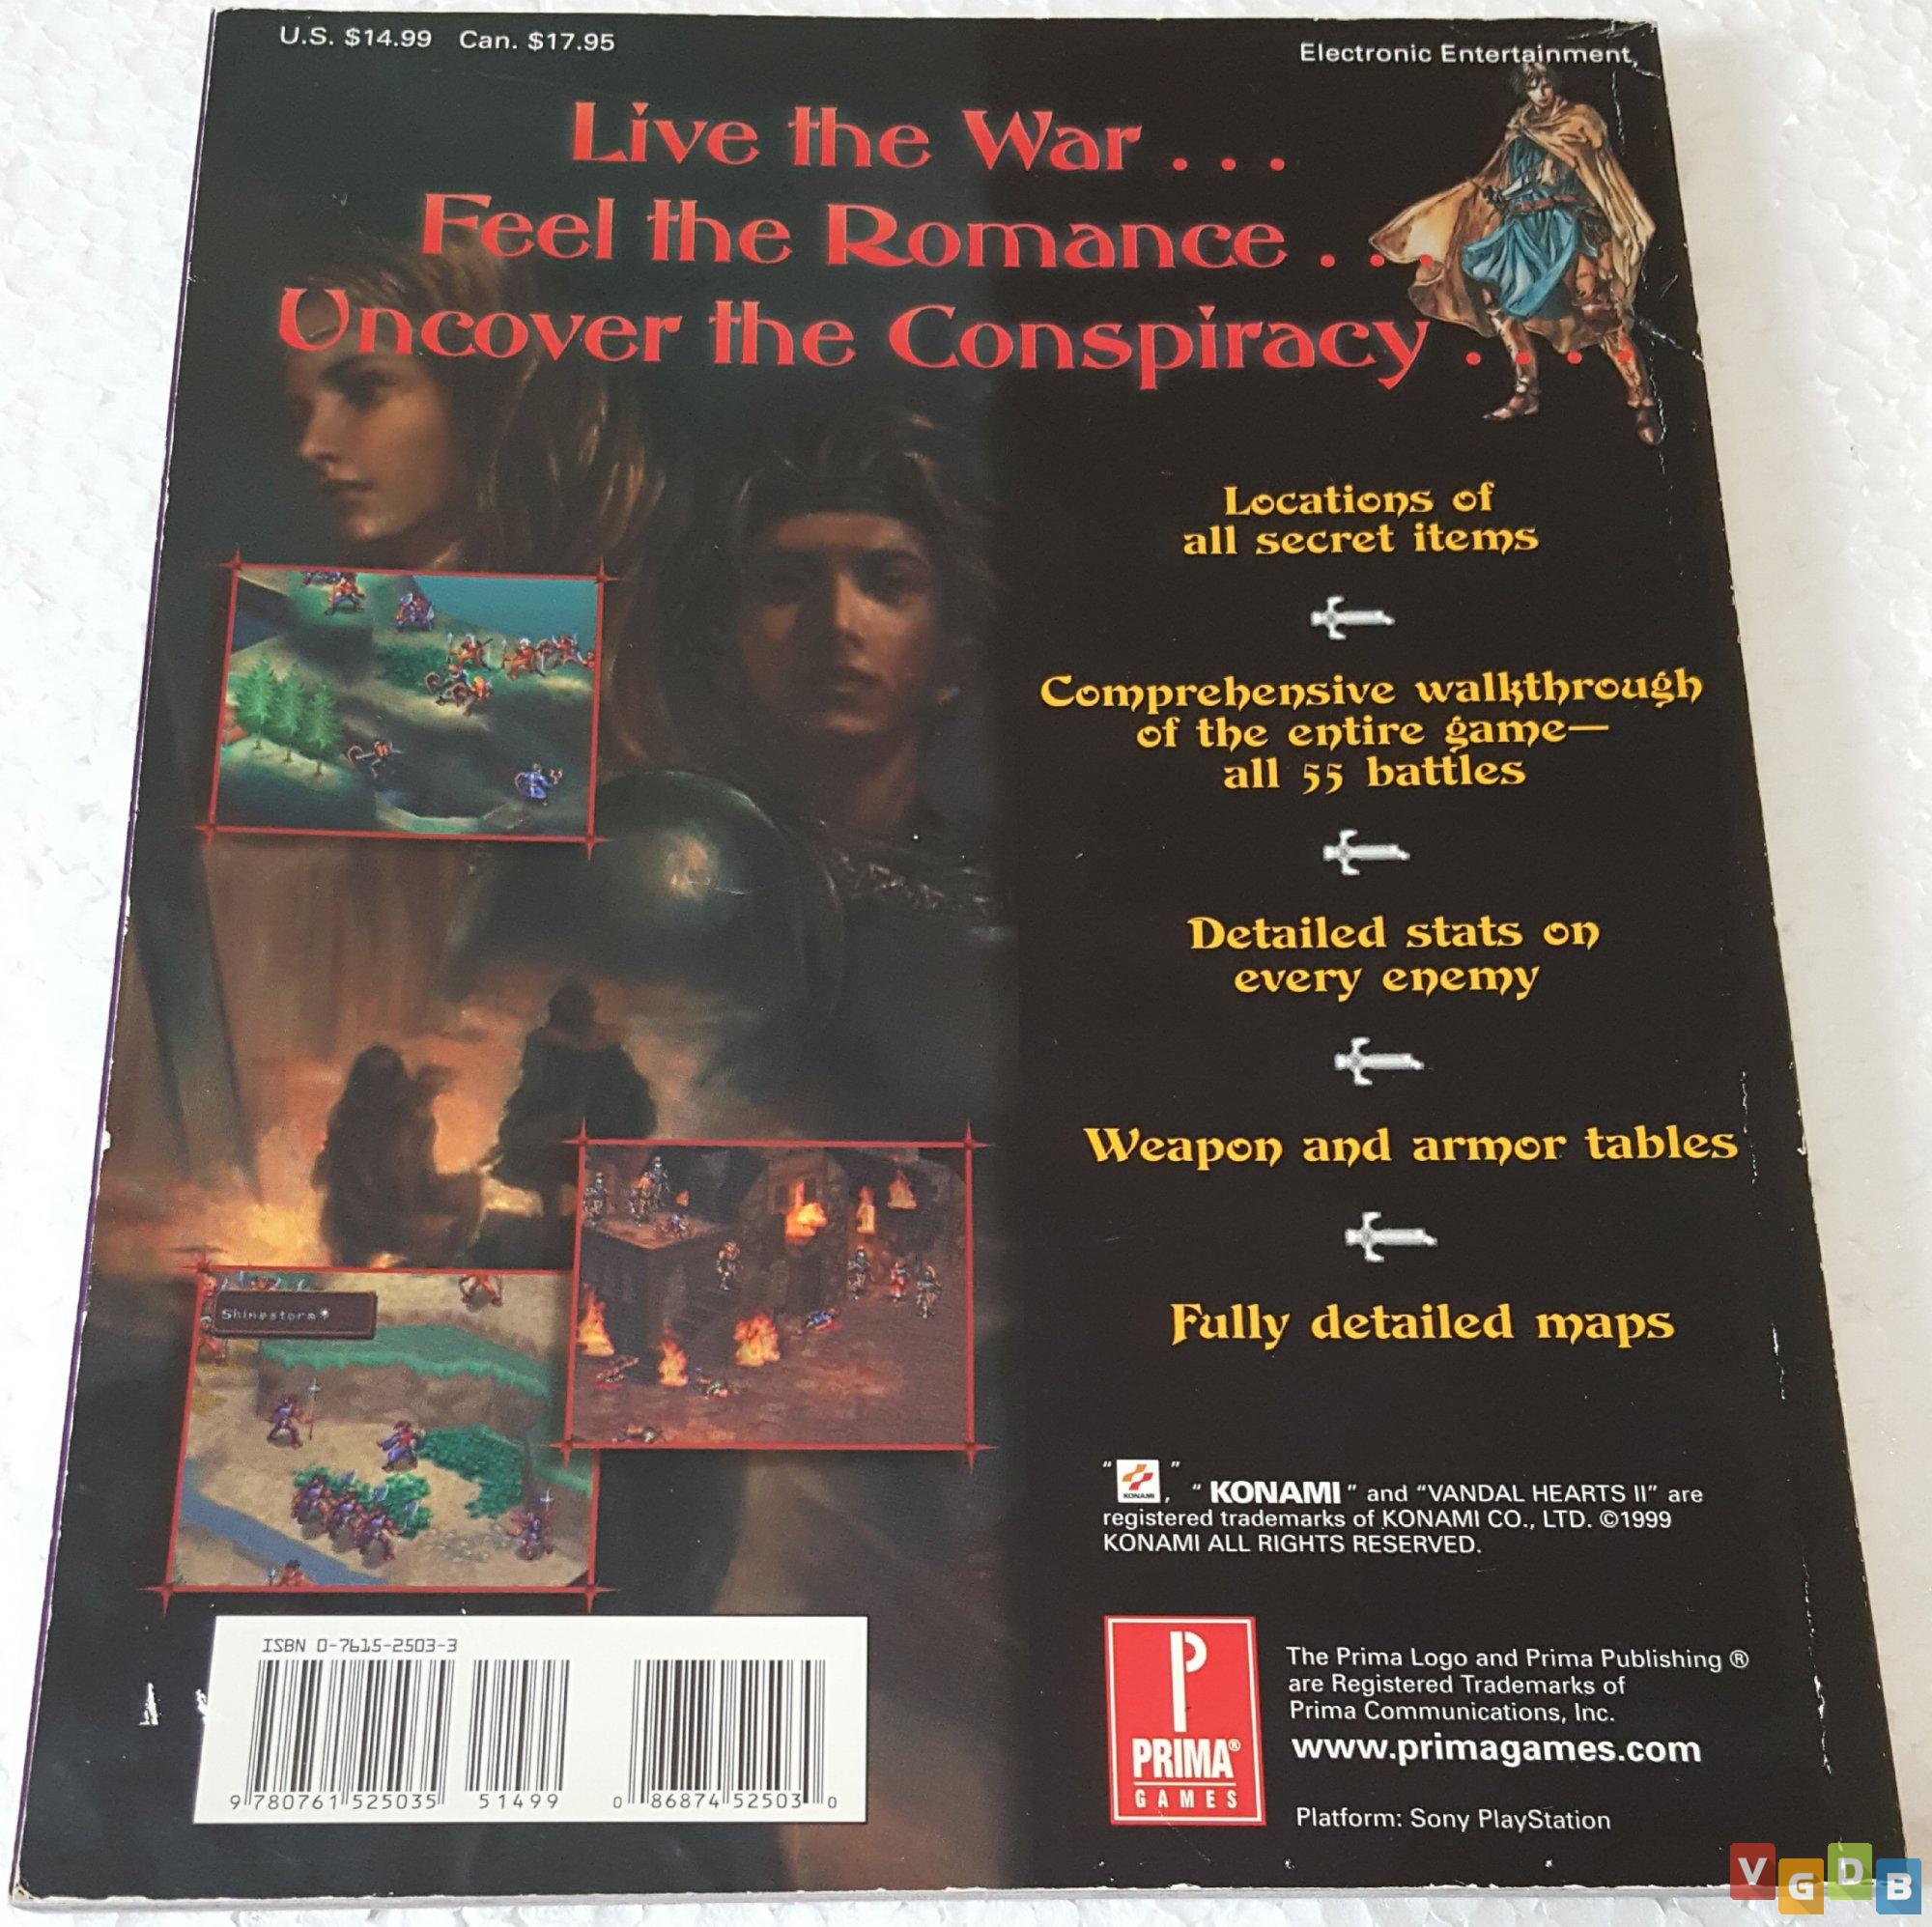 U.S. $14.99 Can. $17.95
Electronic Entertainment
Live the War . . .
Feel the Romance . . .
Uncover the Conspiracy . . . .
Locations of
all secret items
Comprehensive walkthrough
of the entire game—
all 55 battles
Detailed stats on
every enemy
Weapon and armor tables
Fully detailed maps
Shinestorm
"KONAMI", "KONAMI" and "VANDAL HEARTS II" are
registered trademarks of KONAMI CO., LTD. ©1999
KONAMI ALL RIGHTS RESERVED.
ISBN 0-7615-2503-3
9 780761 525035 51499 0 86874 52503 0
PRIMA®
GAMES
The Prima Logo and Prima Publishing ®
are Registered Trademarks of
Prima Communications, Inc.
www.primagames.com
Platform: Sony PlayStation
VGDB